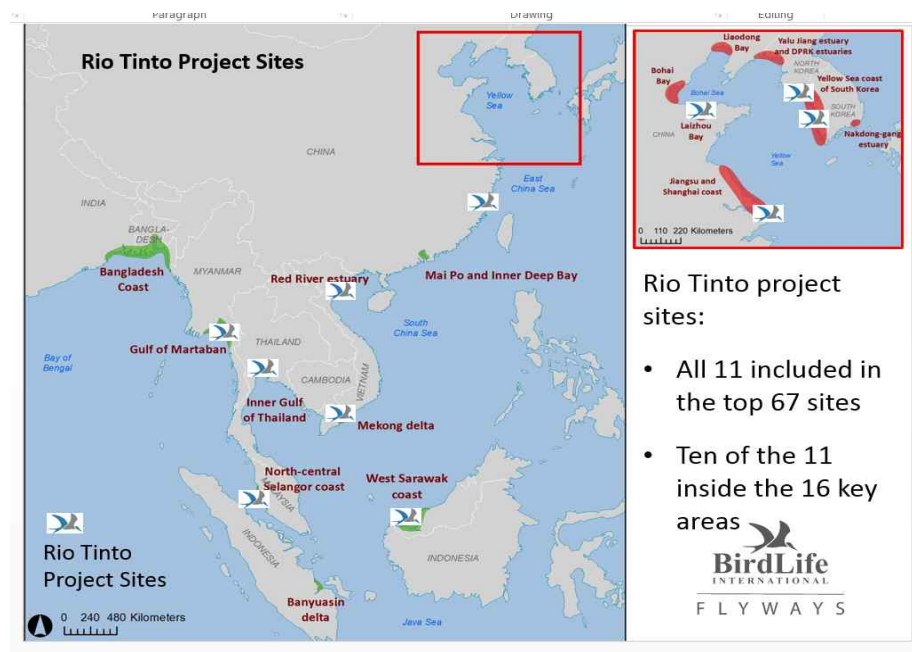 Paragraph
Drawing
Editing
Rio Tinto Project Sites
Yellow
Sea
CHINA
East
China Sea
INDIA
BANGLA-
DESH
Bangladesh
Coast
MYANMAR
Red River estuary
Mai Po and Inner Deep Bay
South
China Sea
Gulf of Martaban
THAILAND
Bay of
Bengal
CAMBODIA
VIETNAM
Inner Gulf
of Thailand
Mekong delta
North-central
Selangor coast
MALAYSIA
West Sarawak
coast
INDONESIA
INDONESIA
Rio Tinto
Project Sites
Banyuasin
delta
Java Sea
0 240 480 Kilometers
Liaodong
Bay
Yalu Jiang estuary
and DPRK estuaries
NORTH
KOREA
Bohai
Bay
Bohai Sea
Yellow Sea coast
of South Korea
SOUTH
KOREA
CHINA
Laizhou
Bay
Nakdong-gang
estuary
Yellow
Sea
Jiangsu and
Shanghai coast
0 110 220 Kilometers
Rio Tinto project
sites:
• All 11 included in
the top 67 sites
• Ten of the 11
inside the 16 key
areas
BirdLife
INTERNATIONAL
FLYWAYS